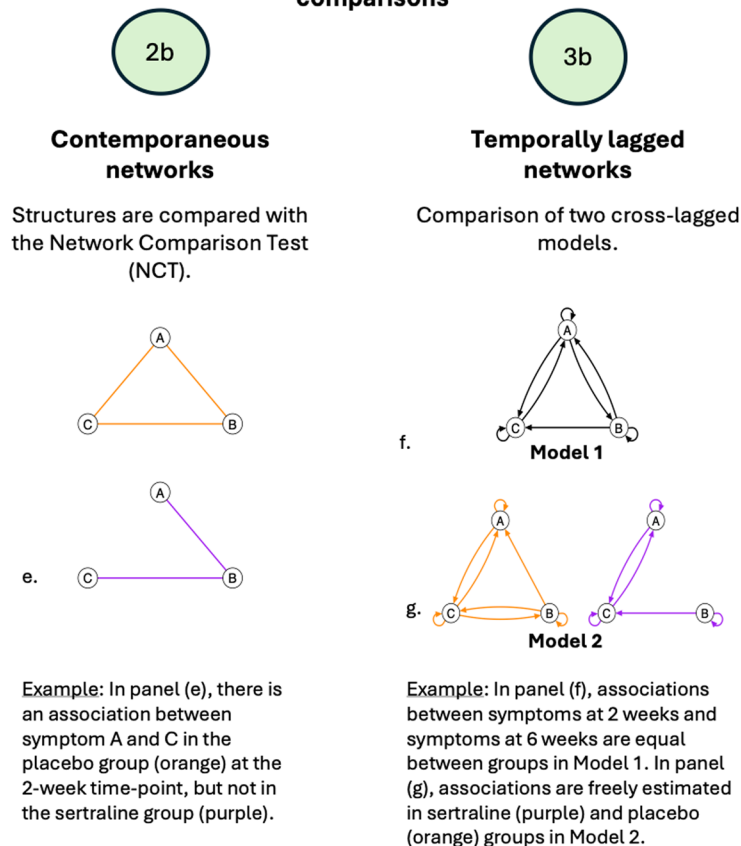 comparisons
2b
Contemporaneous
networks
Structures are compared with
the Network Comparison Test
(NCT).
A
C
B
A
e.
C
B
Example: In panel (e), there is
an association between
symptom A and C in the
placebo group (orange) at the
2-week time-point, but not in
the sertraline group (purple).
3b
Temporally lagged
networks
Comparison of two cross-lagged
models.
A
C
B
f.
Model 1
A
A
g.
C
B
C
B
Model 2
Example: In panel (f), associations
between symptoms at 2 weeks and
symptoms at 6 weeks are equal
between groups in Model 1. In panel
(g), associations are freely estimated
in sertraline (purple) and placebo
(orange) groups in Model 2.